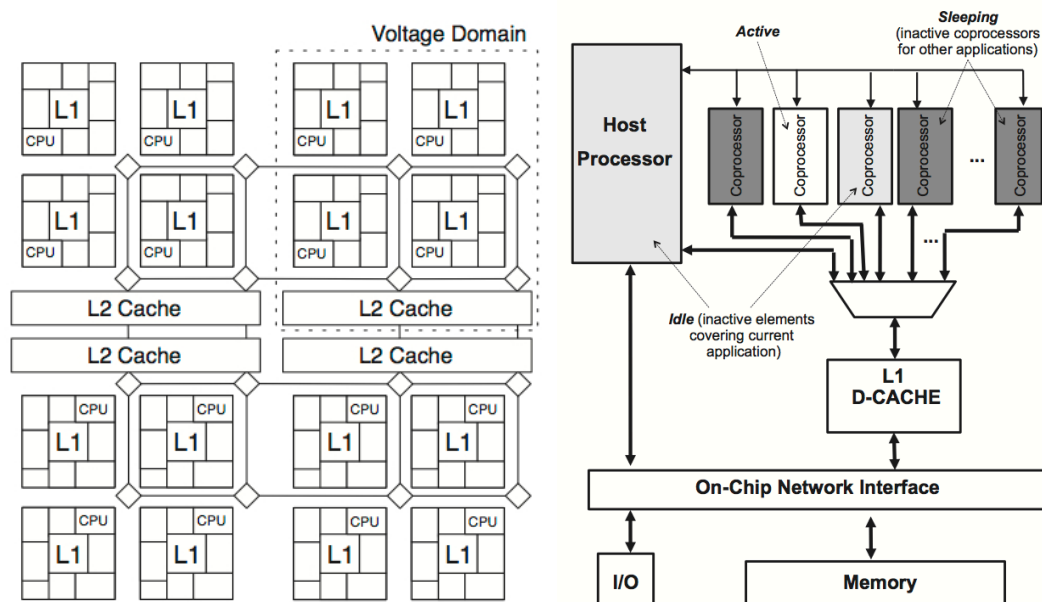 Voltage Domain
L1
CPU
L1
CPU
L1
CPU
L1
CPU
L1
CPU
L1
CPU
L1
CPU
L1
CPU
L2 Cache
L2 Cache
L2 Cache
L2 Cache
CPU
L1
CPU
L1
CPU
L1
CPU
L1
CPU
L1
CPU
L1
CPU
L1
CPU
L1
Active
Sleeping
(inactive coprocessors
for other applications)
Host
Processor
Coprocessor
Coprocessor
Coprocessor
Coprocessor
...
Coprocessor
...
Idle (inactive elements
covering current
application)
L1
D-CACHE
On-Chip Network Interface
I/O
Memory